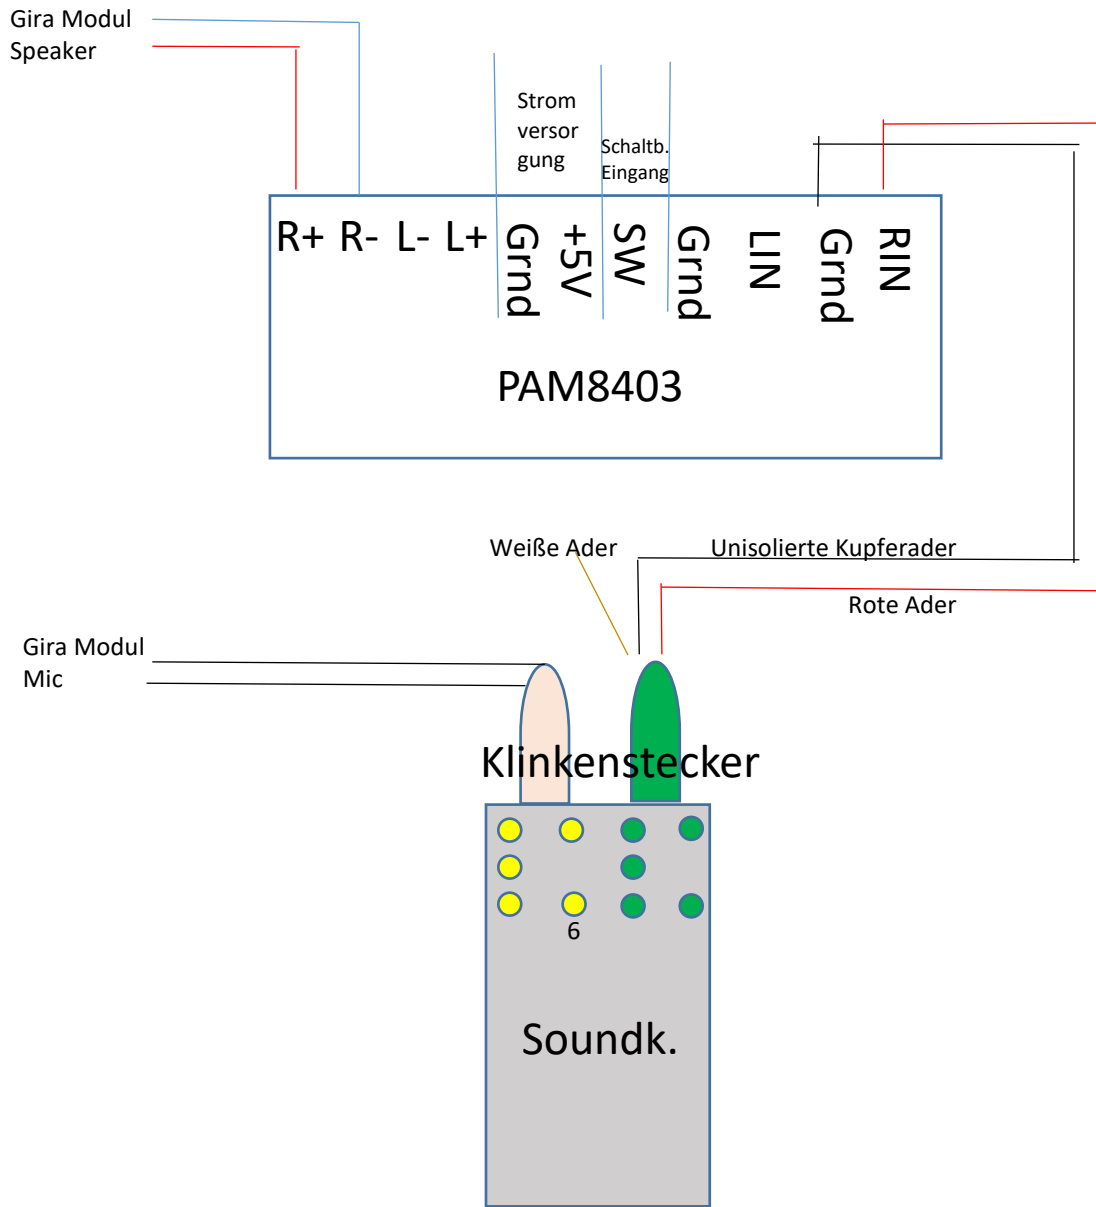 Gira Modul
Speaker
Strom
versor
gung
Schaltb.
Eingang
R+ R- L- L+ Grnd +5V SW Grnd LIN Grnd RIN
PAM8403
Weiße Ader
Unisolierte Kupferader
Rote Ader
Gira Modul
Mic
Klinkenstecker
6
Soundk.